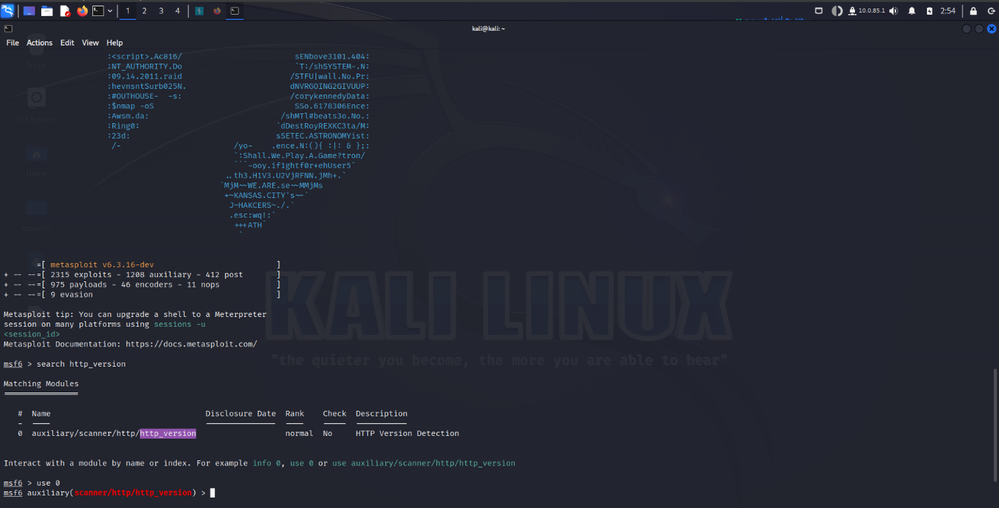 1 2 3 4 10.0.85.1 2:54
kali@kali: ~
File Actions Edit View Help
:<script>.Ac816/ sENbove3101.404:
:NT_AUTHORITY.Do `T:/shSYSTEM-.N:
:09.14.2011.raid /STFU|wall.No.Pr:
:hevnsntSurb025N. dNVRGOING2GIVUUP:
:#OUTHOUSE- -s: /corykennedyData:
:$nmap -oS SSo.6178306Ence:
:Awsm.da: /shMTl#beats3o.No.:
:Ring0: `dDestRoyREXKC3ta/M:
:23d: sSETEC.ASTRONOMYist:
/- /yo- .ence.N:(){ :|: & };:
`:Shall.We.Play.A.Game?tron/
```-ooy.if1ghtf0r+ehUser5`
..th3.H1V3.U2VjRFNN.jMh+.`
`MjM~~WE.ARE.se~~MMjMs
+~KANSAS.CITY's~-`
J~HAKCERS~./.`
.esc:wq!:`
+++ATH`
`
=[ metasploit v6.3.16-dev ]
+ -- --=[ 2315 exploits - 1208 auxiliary - 412 post ]
+ -- --=[ 975 payloads - 46 encoders - 11 nops ]
+ -- --=[ 9 evasion ]
Metasploit tip: You can upgrade a shell to a Meterpreter
session on many platforms using sessions -u
<session_id>
Metasploit Documentation: https://docs.metasploit.com/
msf6 > search http_version
Matching Modules
================
# Name Disclosure Date Rank Check Description
- ---- --------------- ---- ----- -----------
0 auxiliary/scanner/http/http_version normal No HTTP Version Detection
Interact with a module by name or index. For example info 0, use 0 or use auxiliary/scanner/http/http_version
msf6 > use 0
msf6 auxiliary(scanner/http/http_version) >
KALI LINUX
"the quieter you become, the more you are able to hear"
Trash
File System
Home